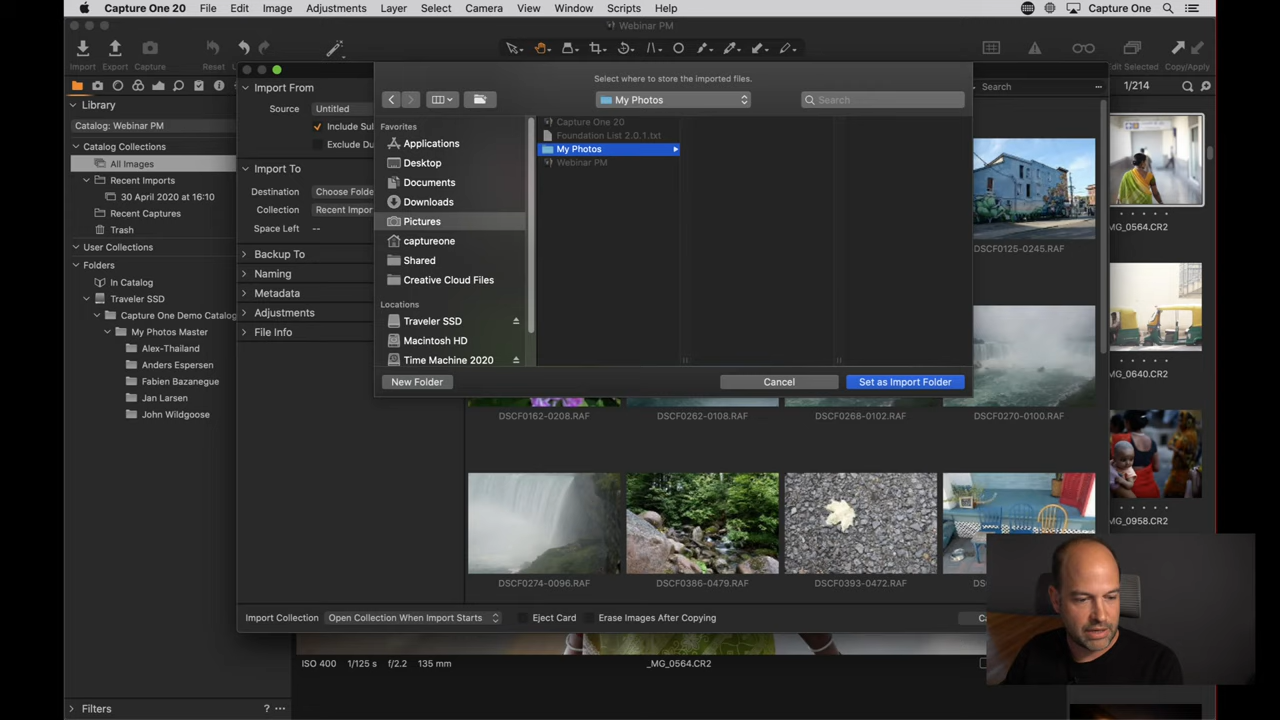 Capture One 20 File Edit Image Adjustments Layer Select Camera View Window Scripts Help Capture One
Webinar PM
Import Export Capture Reset Edit Selected Copy/Apply
Select where to store the imported files.
Library
Catalog: Webinar PM
Catalog Collections
All Images
Recent Imports
30 April 2020 at 16:10
Recent Captures
Trash
User Collections
Folders
In Catalog
Traveler SSD
Capture One Demo Catalog
My Photos Master
Alex-Thailand
Anders Espersen
Fabien Bazanegue
Jan Larsen
John Wildgoose
Filters ?
Import From
Source Untitled
Include Sul
Exclude Du
Import To
Destination Choose Folde
Collection Recent Impor
Space Left --
Backup To
Naming
Metadata
Adjustments
File Info
My Photos
Search
Favorites
Applications
Desktop
Documents
Downloads
Pictures
captureone
Shared
Creative Cloud Files
Locations
Traveler SSD
Macintosh HD
Time Machine 2020
Capture One 20
Foundation List 2.0.1.txt
My Photos
Webinar PM
New Folder Cancel Set as Import Folder
Search
1/214
DSCF0125-0245.RAF
DSCF0162-0208.RAF DSCF0262-0108.RAF DSCF0268-0102.RAF DSCF0270-0100.RAF
DSCF0274-0096.RAF DSCF0386-0479.RAF DSCF0393-0472.RAF DSC
MG_0564.CR2
MG_0640.CR2
MG_0958.CR2
Import Collection Open Collection When Import Starts Eject Card Erase Images After Copying Ca
ISO 400 1/125 s f/2.2 135 mm _MG_0564.CR2